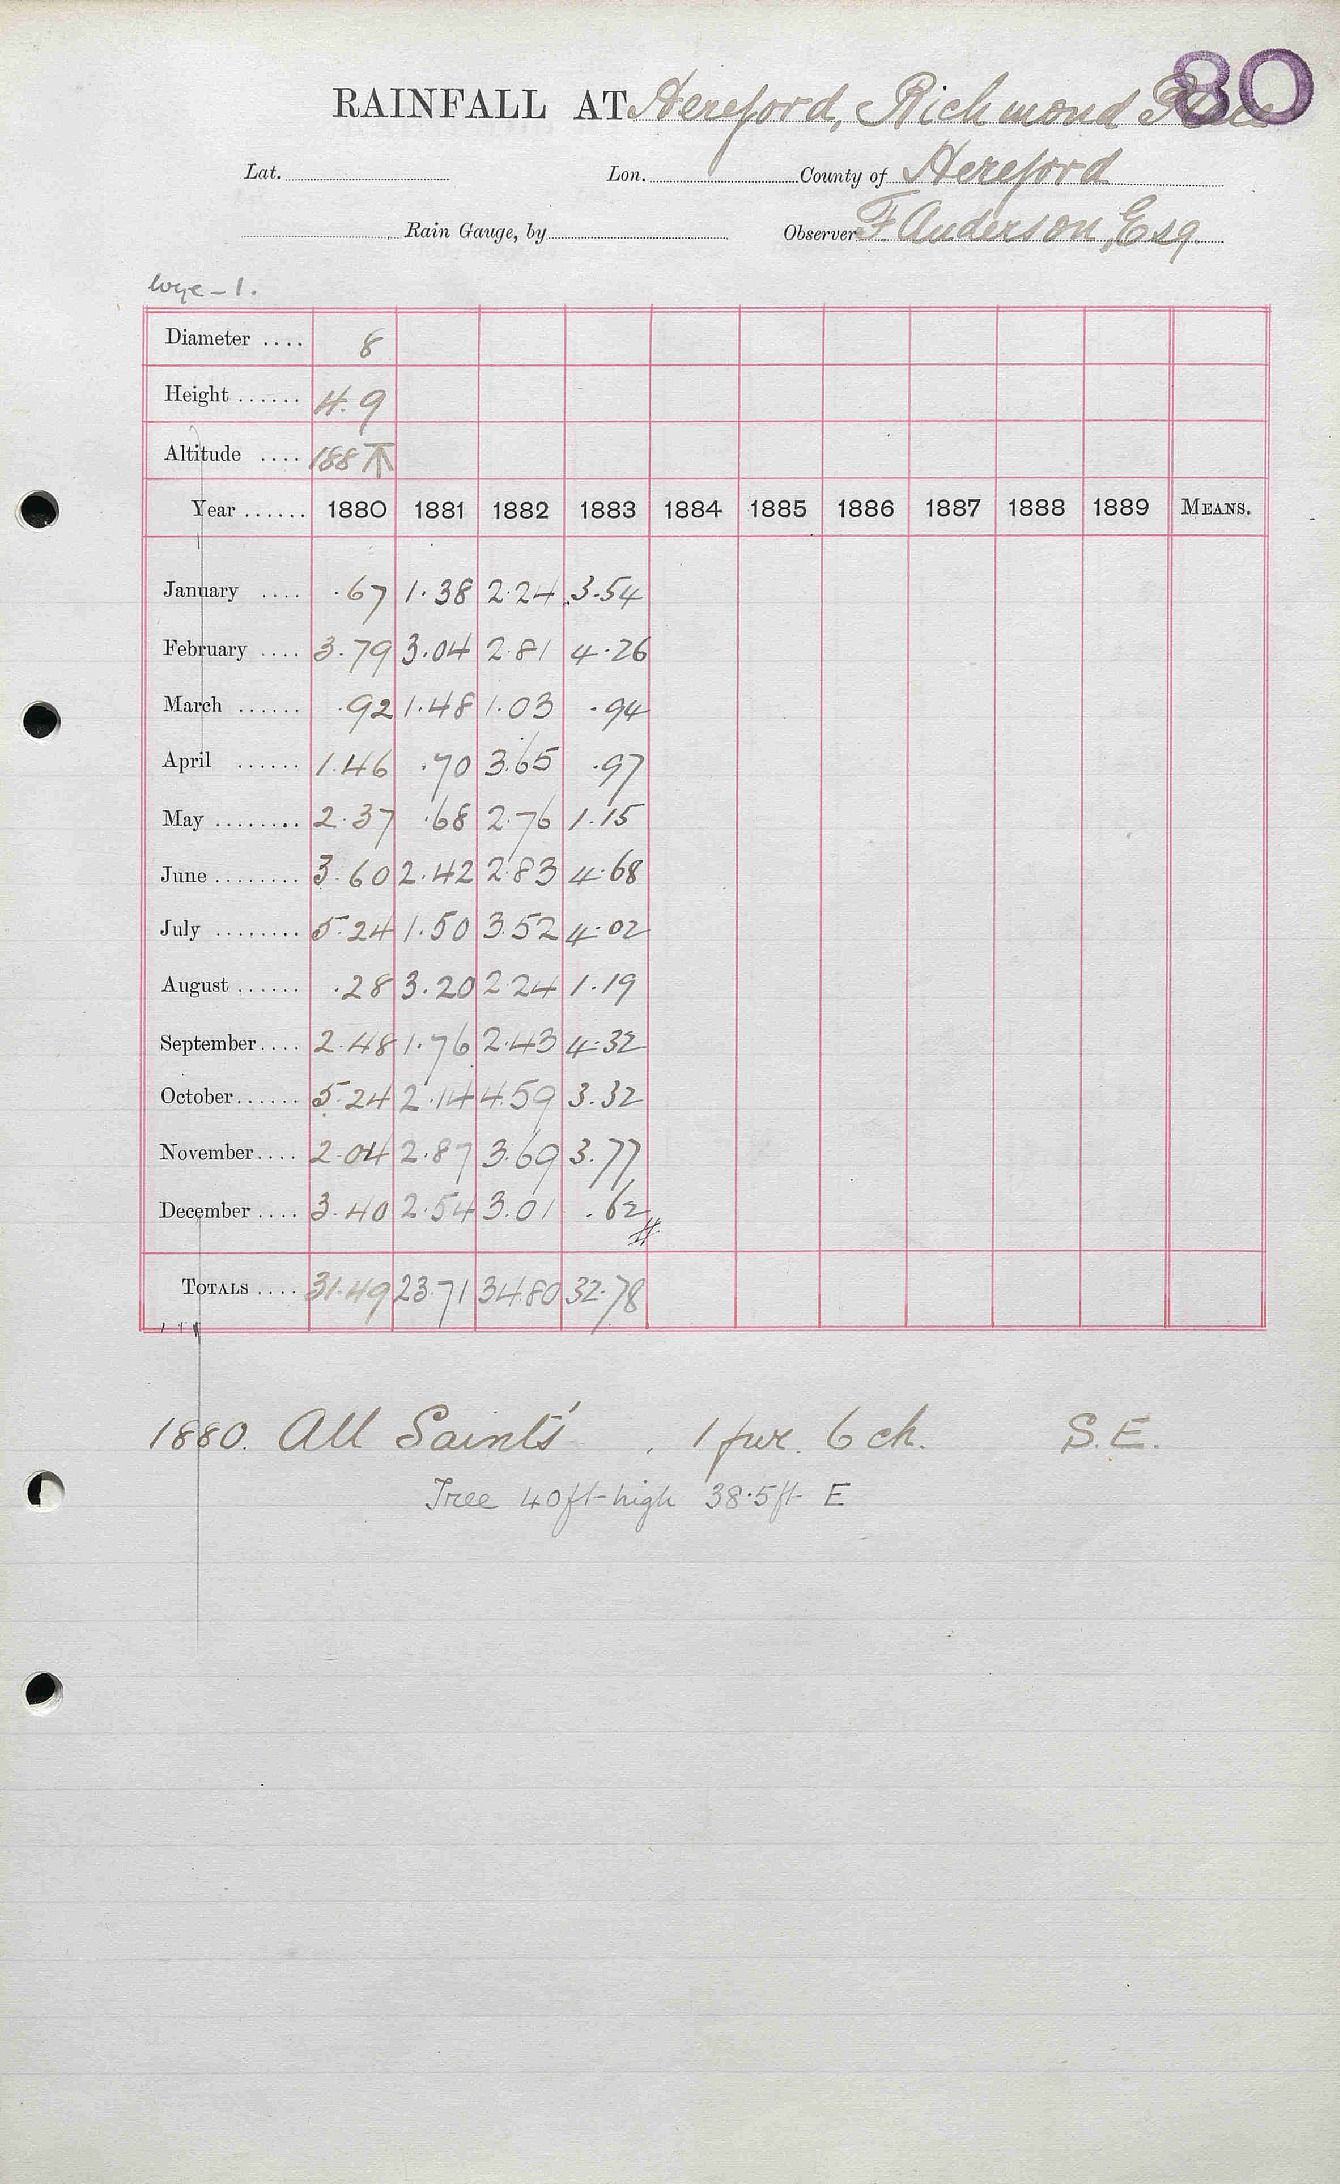 80
RAINFALL AT Hereford, Richmond Place
Lat. Lon. County of Hereford
Rain Gauge, by Observer F Anderson, Esq
Wye - 1.
Diameter .... 8
Height ...... 4.9
Altitude .... 188
Year ...... 1880 1881 1882 1883 1884 1885 1886 1887 1888 1889 MEANS.
January .... .67 1.38 2.24 3.54
February .... 3.79 3.04 2.81 4.26
March ...... .92 1.48 1.03 .94
April ...... 1.46 .70 3.65 .97
May ........ 2.37 .68 2.76 1.15
June ........ 3.60 2.42 2.83 4.68
July ........ 5.24 1.50 3.52 4.02
August ...... .28 3.20 2.24 1.19
September .... 2.48 1.76 2.43 4.32
October ...... 5.24 2.14 4.59 3.32
November .... 2.04 2.87 3.69 3.77
December .... 3.40 2.54 3.01 .62
TOTALS .... 31.49 23.71 34.80 32.78
1880. All Saints' 1 fur. 6 ch. S.E.
Tree 40ft high 38.5ft E